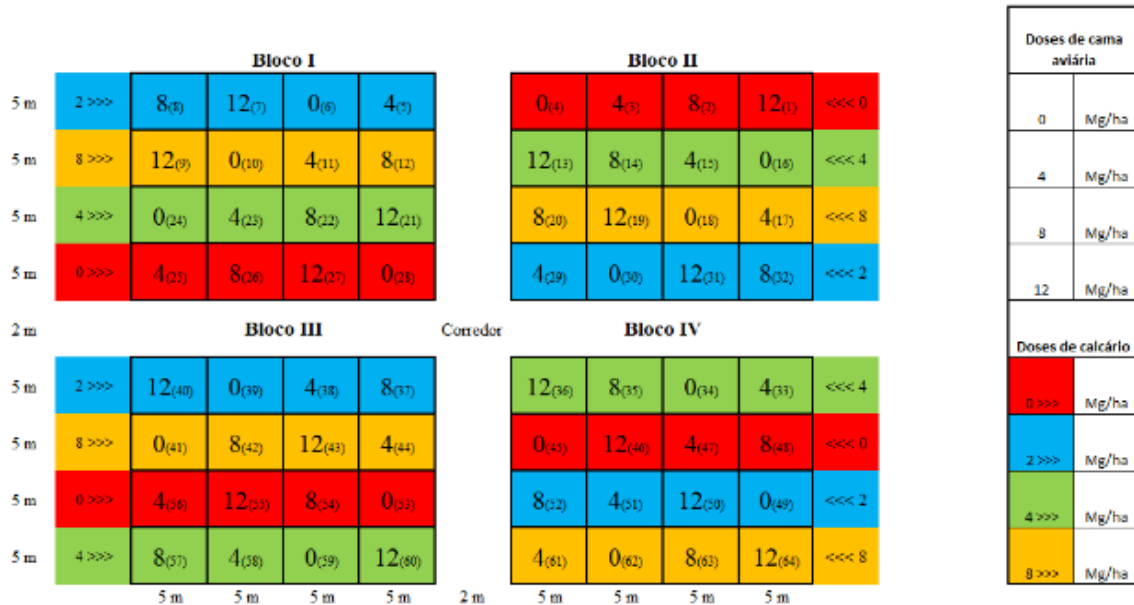 Bloco I Bloco II
5 m 2 >>> 8(8) 12(7) 0(6) 4(5) 0(4) 4(3) 8(2) 12(1) <<< 0
5 m 8 >>> 12(9) 0(10) 4(11) 8(12) 12(13) 8(14) 4(15) 0(16) <<< 4
5 m 4 >>> 0(24) 4(23) 8(22) 12(21) 8(20) 12(19) 0(18) 4(17) <<< 8
5 m 0 >>> 4(25) 8(26) 12(27) 0(28) 4(29) 0(30) 12(31) 8(32) <<< 2
2 m Bloco III Corredor Bloco IV
5 m 2 >>> 12(40) 0(39) 4(38) 8(37) 12(36) 8(35) 0(34) 4(33) <<< 4
5 m 8 >>> 0(41) 8(42) 12(43) 4(44) 0(45) 12(46) 4(47) 8(48) <<< 0
5 m 0 >>> 4(56) 12(55) 8(54) 0(53) 8(52) 4(51) 12(50) 0(49) <<< 2
5 m 4 >>> 8(57) 4(58) 0(59) 12(60) 4(61) 0(62) 8(63) 12(64) <<< 8
5 m 5 m 5 m 5 m 2 m 5 m 5 m 5 m 5 m
Doses de cama
aviária
0 Mg/ha
4 Mg/ha
8 Mg/ha
12 Mg/ha
Doses de calcário
0 >>> Mg/ha
2 >>> Mg/ha
4 >>> Mg/ha
8 >>> Mg/ha